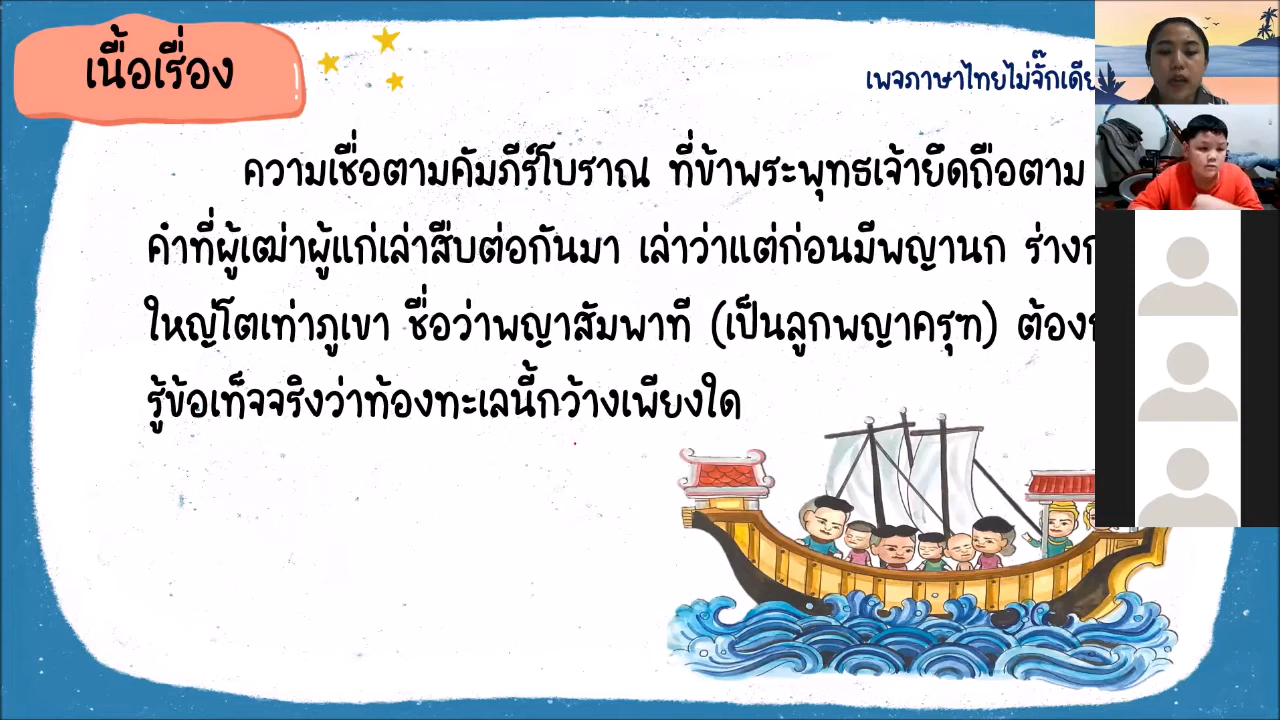 เนื้อเรื่อง
เพจภาษาไทยไม่จั๊กเดีย
ความเชื่อตามคัมภีร์โบราณ ที่ข้าพระพุทธเจ้ายึดถือตาม
คำที่ผู้เฒ่าผู้แก่เล่าสืบต่อกันมา เล่าว่าแต่ก่อนมีพญานก
ใหญ่โตเท่าภูเขา ชื่อว่าพญาสัมพาที (เป็นลูกพญาครุฑ)
รู้ข้อเท็จจริงว่าท้องทะเลนี้กว้างเพียงใด